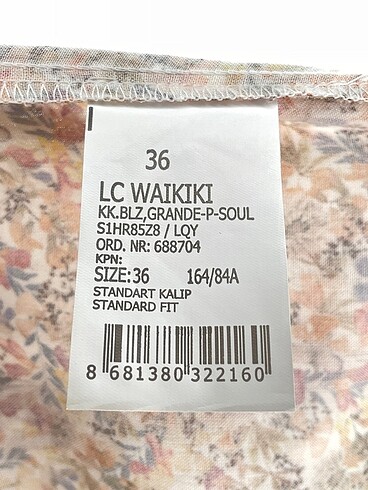 36
LC WAIKIKI
KK.BLZ,GRANDE-P-SOUL
S1HR85Z8 / LQY
ORD. NR: 688704
KPN:
SIZE:36 164/84A
STANDART KALIP
STANDARD FIT
8 681380 322160